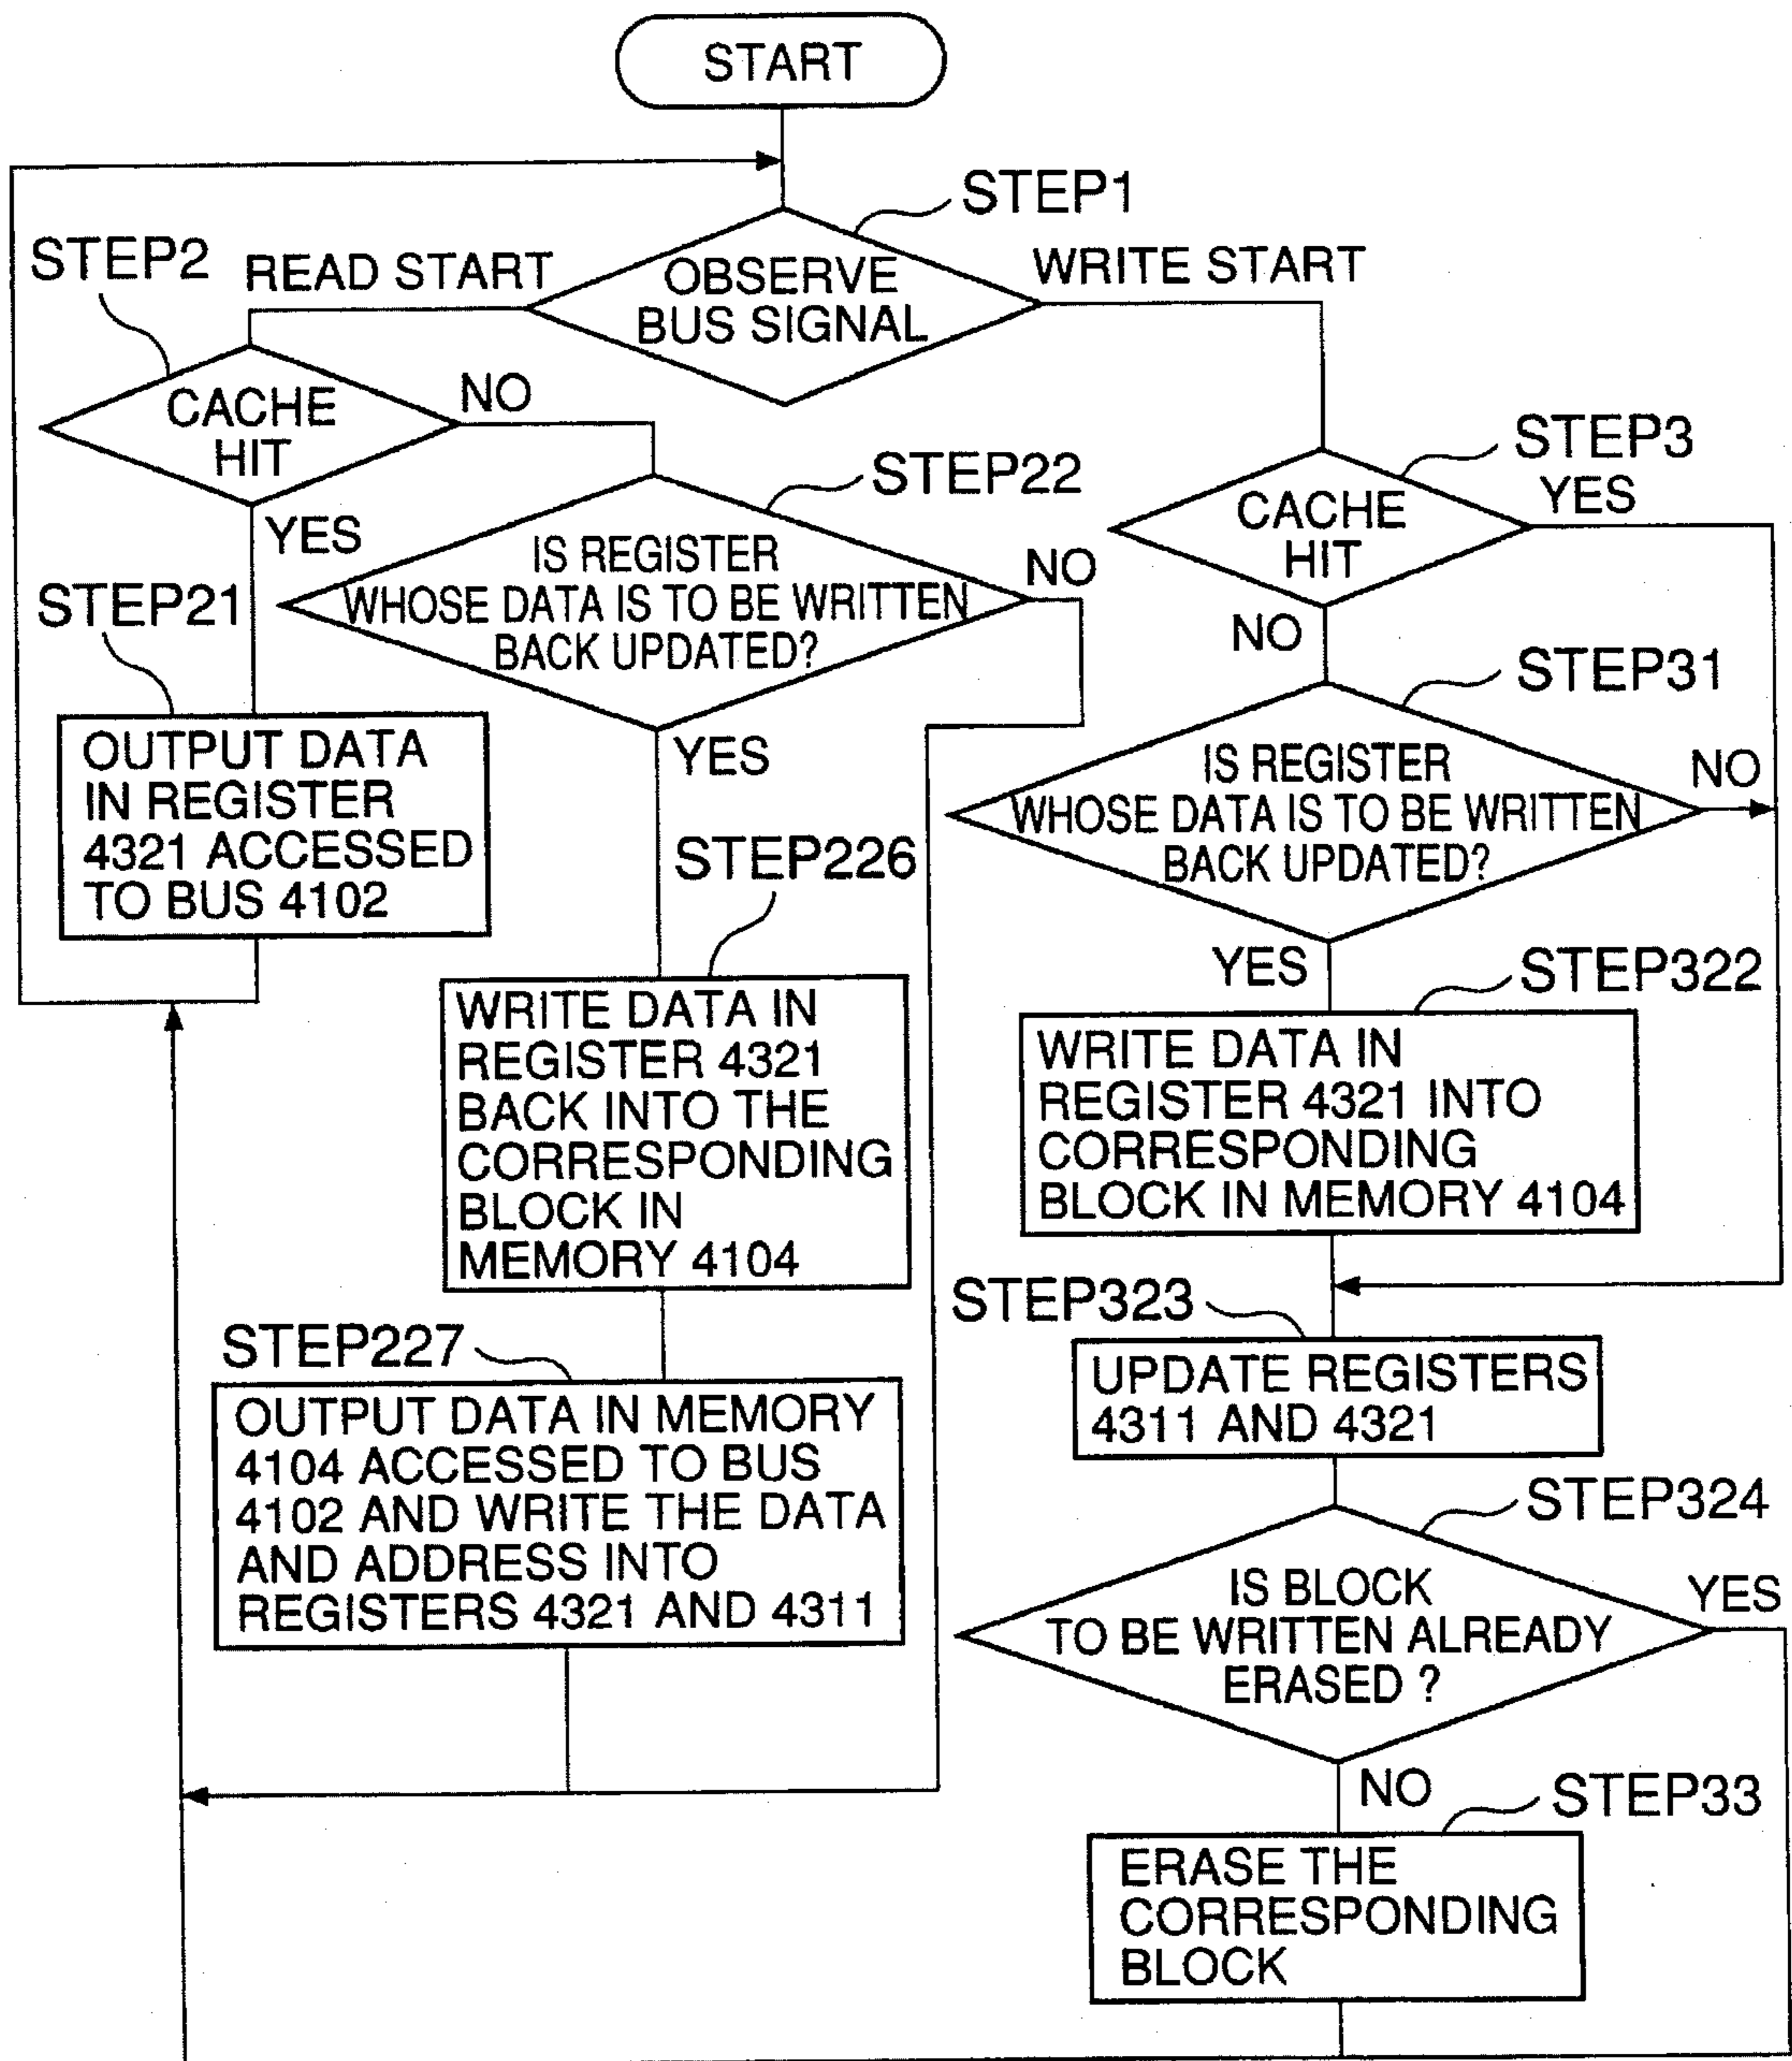 START
STEP1
STEP2
READ START
OBSERVE
BUS SIGNAL
WRITE START
CACHE
HIT
NO
YES
STEP22
IS REGISTER
WHOSE DATA IS TO BE WRITTEN
BACK UPDATED?
NO
YES
STEP21
OUTPUT DATA
IN REGISTER
4321 ACCESSED
TO BUS 4102
STEP226
WRITE DATA IN
REGISTER 4321
BACK INTO THE
CORRESPONDING
BLOCK IN
MEMORY 4104
STEP227
OUTPUT DATA IN MEMORY
4104 ACCESSED TO BUS
4102 AND WRITE THE DATA
AND ADDRESS INTO
REGISTERS 4321 AND 4311
STEP3
CACHE
HIT
YES
NO
STEP31
IS REGISTER
WHOSE DATA IS TO BE WRITTEN
BACK UPDATED?
NO
YES
STEP322
WRITE DATA IN
REGISTER 4321 INTO
CORRESPONDING
BLOCK IN MEMORY 4104
STEP323
UPDATE REGISTERS
4311 AND 4321
STEP324
IS BLOCK
TO BE WRITTEN ALREADY
ERASED ?
YES
NO
STEP33
ERASE THE
CORRESPONDING
BLOCK